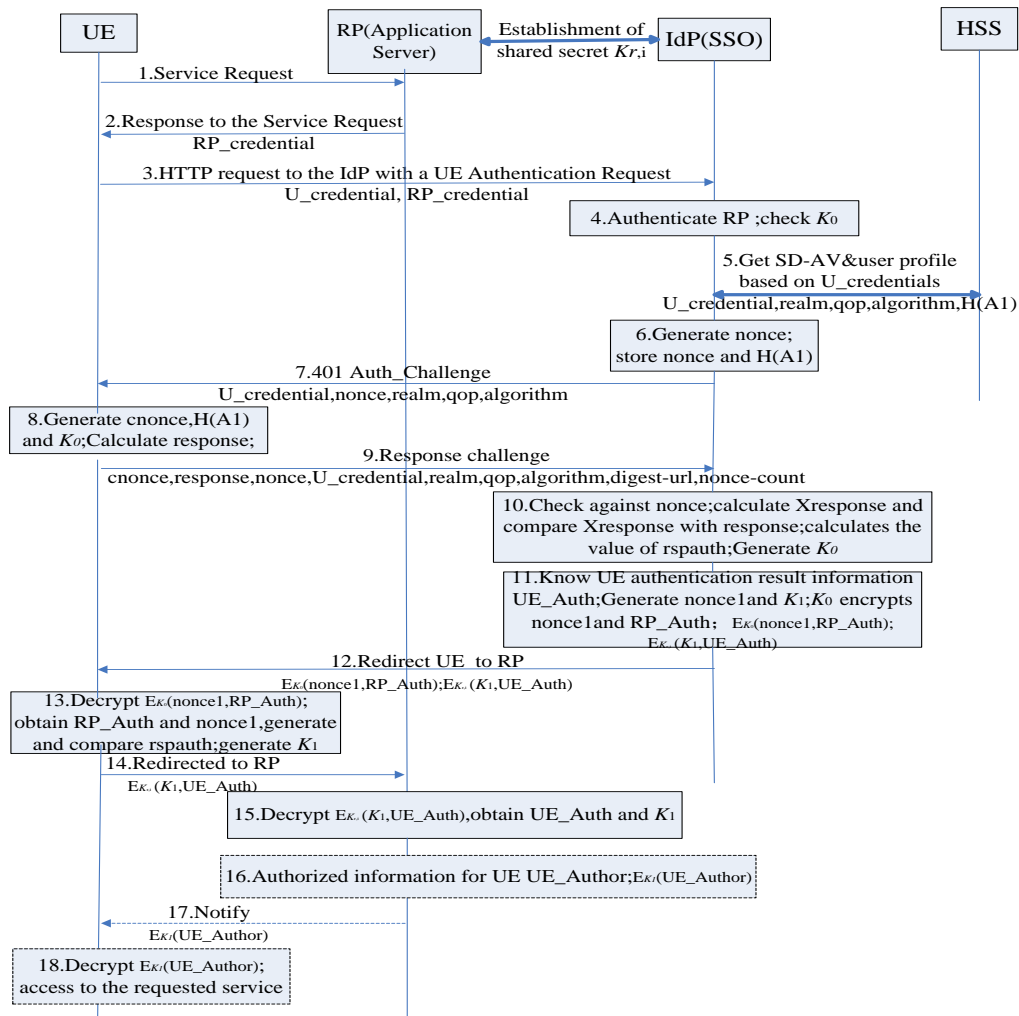 UE
RP(Application
Server)
Establishment of
shared secret Kr,i
IdP(SSO)
HSS
1.Service Request
2.Response to the Service Request
RP_credential
3.HTTP request to the IdP with a UE Authentication Request
U_credential, RP_credential
4.Authenticate RP ;check K0
5.Get SD-AV&user profile
based on U_credentials
U_credential,realm,qop,algorithm,H(A1)
6.Generate nonce;
store nonce and H(A1)
7.401 Auth_Challenge
U_credential,nonce,realm,qop,algorithm
8.Generate cnonce,H(A1)
and K0;Calculate response;
9.Response challenge
cnonce,response,nonce,U_credential,realm,qop,algorithm,digest-url,nonce-count
10.Check against nonce;calculate Xresponse and
compare Xresponse with response;calculates the
value of rspauth;Generate K0
11.Know UE authentication result information
UE_Auth;Generate nonce1and K1;K0 encrypts
nonce1and RP_Auth; EK(nonce1,RP_Auth);
EK(K1,UE_Auth)
12.Redirect UE to RP
EK(nonce1,RP_Auth);EK(K1,UE_Auth)
13.Decrypt EK(nonce1,RP_Auth);
obtain RP_Auth and nonce1,generate
and compare rspauth;generate K1
14.Redirected to RP
EK(K1,UE_Auth)
15.Decrypt EK(K1,UE_Auth),obtain UE_Auth and K1
16.Authorized information for UE UE_Author;EK1(UE_Author)
17.Notify
EK1(UE_Author)
18.Decrypt EK1(UE_Author);
access to the requested service